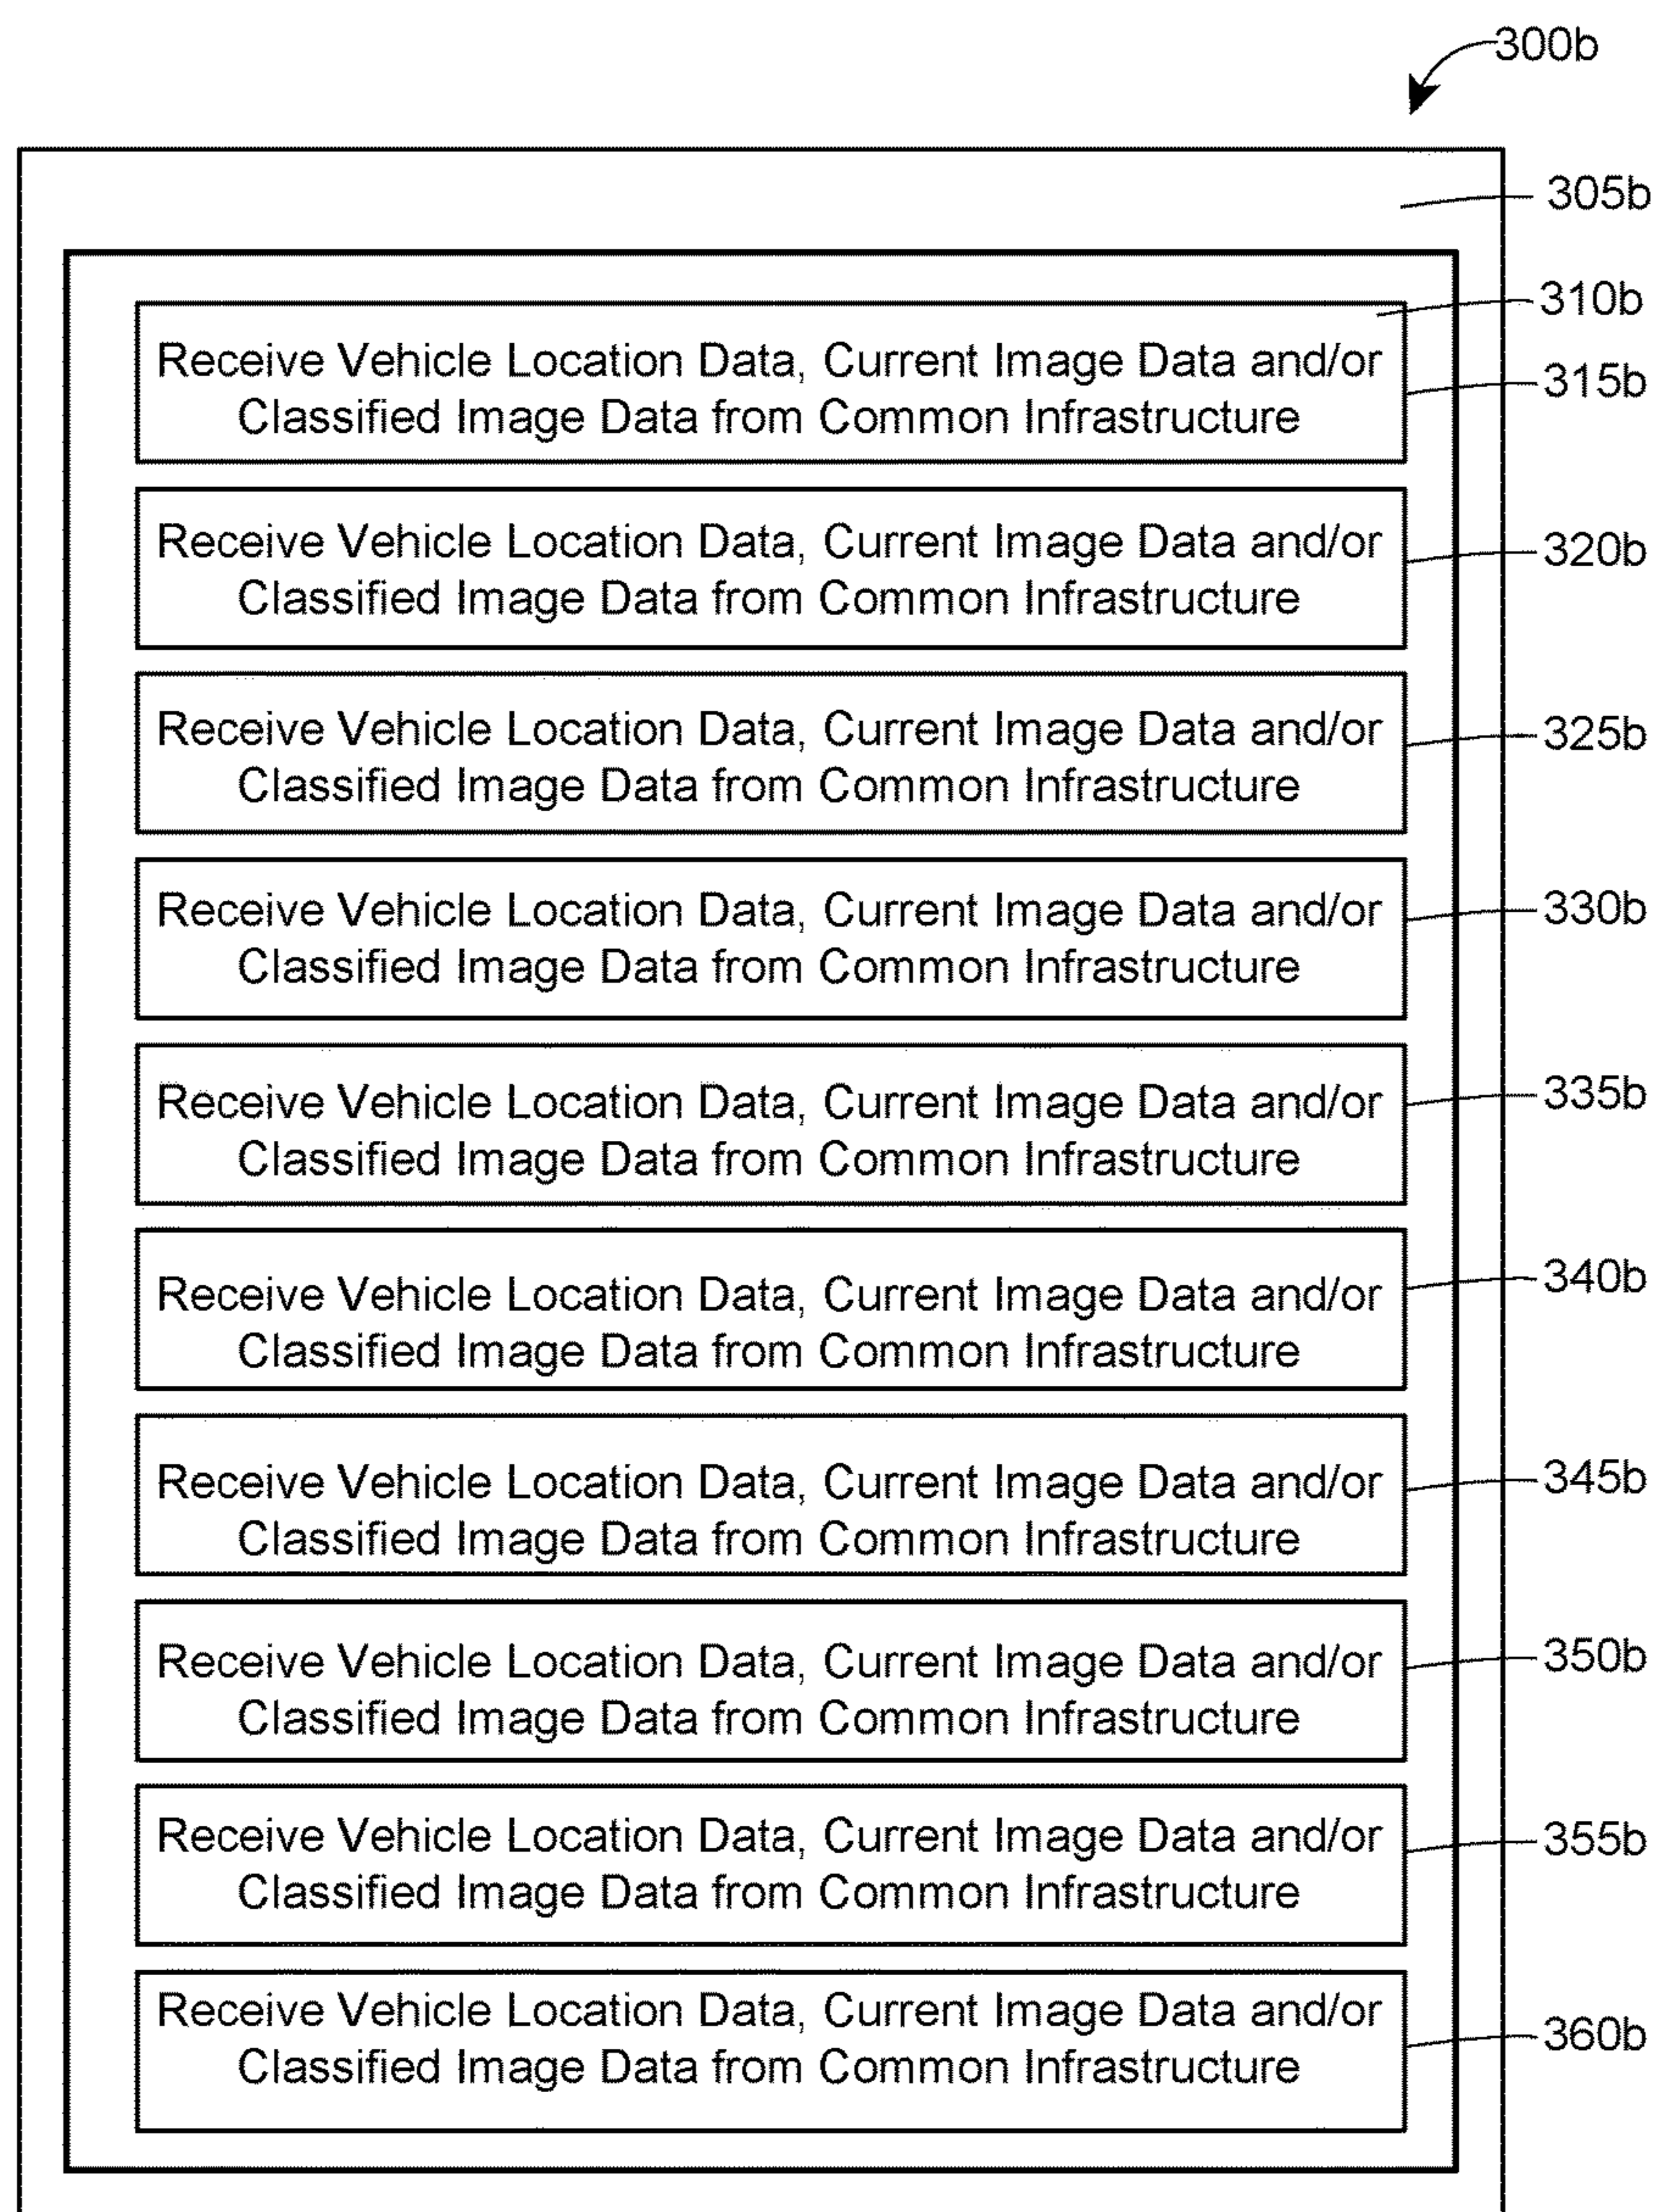 300b
305b
310b
Receive Vehicle Location Data, Current Image Data and/or
Classified Image Data from Common Infrastructure
315b
Receive Vehicle Location Data, Current Image Data and/or
Classified Image Data from Common Infrastructure
320b
Receive Vehicle Location Data, Current Image Data and/or
Classified Image Data from Common Infrastructure
325b
Receive Vehicle Location Data, Current Image Data and/or
Classified Image Data from Common Infrastructure
330b
Receive Vehicle Location Data, Current Image Data and/or
Classified Image Data from Common Infrastructure
335b
Receive Vehicle Location Data, Current Image Data and/or
Classified Image Data from Common Infrastructure
340b
Receive Vehicle Location Data, Current Image Data and/or
Classified Image Data from Common Infrastructure
345b
Receive Vehicle Location Data, Current Image Data and/or
Classified Image Data from Common Infrastructure
350b
Receive Vehicle Location Data, Current Image Data and/or
Classified Image Data from Common Infrastructure
355b
Receive Vehicle Location Data, Current Image Data and/or
Classified Image Data from Common Infrastructure
360b